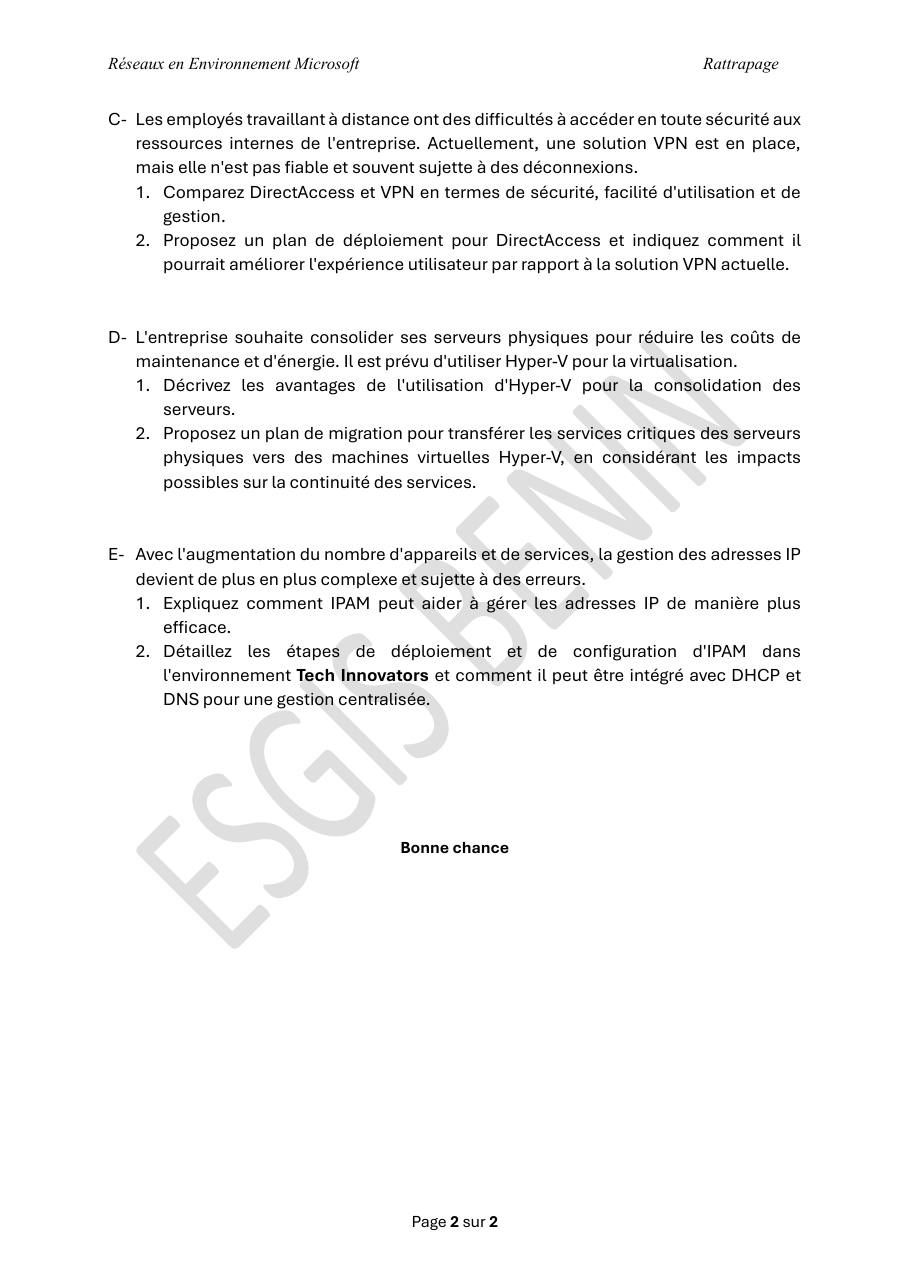 Réseaux en Environnement Microsoft Rattrapage
C- Les employés travaillant à distance ont des difficultés à accéder en toute sécurité aux
ressources internes de l'entreprise. Actuellement, une solution VPN est en place,
mais elle n'est pas fiable et souvent sujette à des déconnexions.
1. Comparez DirectAccess et VPN en termes de sécurité, facilité d'utilisation et de
gestion.
2. Proposez un plan de déploiement pour DirectAccess et indiquez comment il
pourrait améliorer l'expérience utilisateur par rapport à la solution VPN actuelle.
D- L'entreprise souhaite consolider ses serveurs physiques pour réduire les coûts de
maintenance et d'énergie. Il est prévu d'utiliser Hyper-V pour la virtualisation.
1. Décrivez les avantages de l'utilisation d'Hyper-V pour la consolidation des
serveurs.
2. Proposez un plan de migration pour transférer les services critiques des serveurs
physiques vers des machines virtuelles Hyper-V, en considérant les impacts
possibles sur la continuité des services.
E- Avec l'augmentation du nombre d'appareils et de services, la gestion des adresses IP
devient de plus en plus complexe et sujette à des erreurs.
1. Expliquez comment IPAM peut aider à gérer les adresses IP de manière plus
efficace.
2. Détaillez les étapes de déploiement et de configuration d'IPAM dans
l'environnement Tech Innovators et comment il peut être intégré avec DHCP et
DNS pour une gestion centralisée.
ESGIS BENIN
Bonne chance
Page 2 sur 2